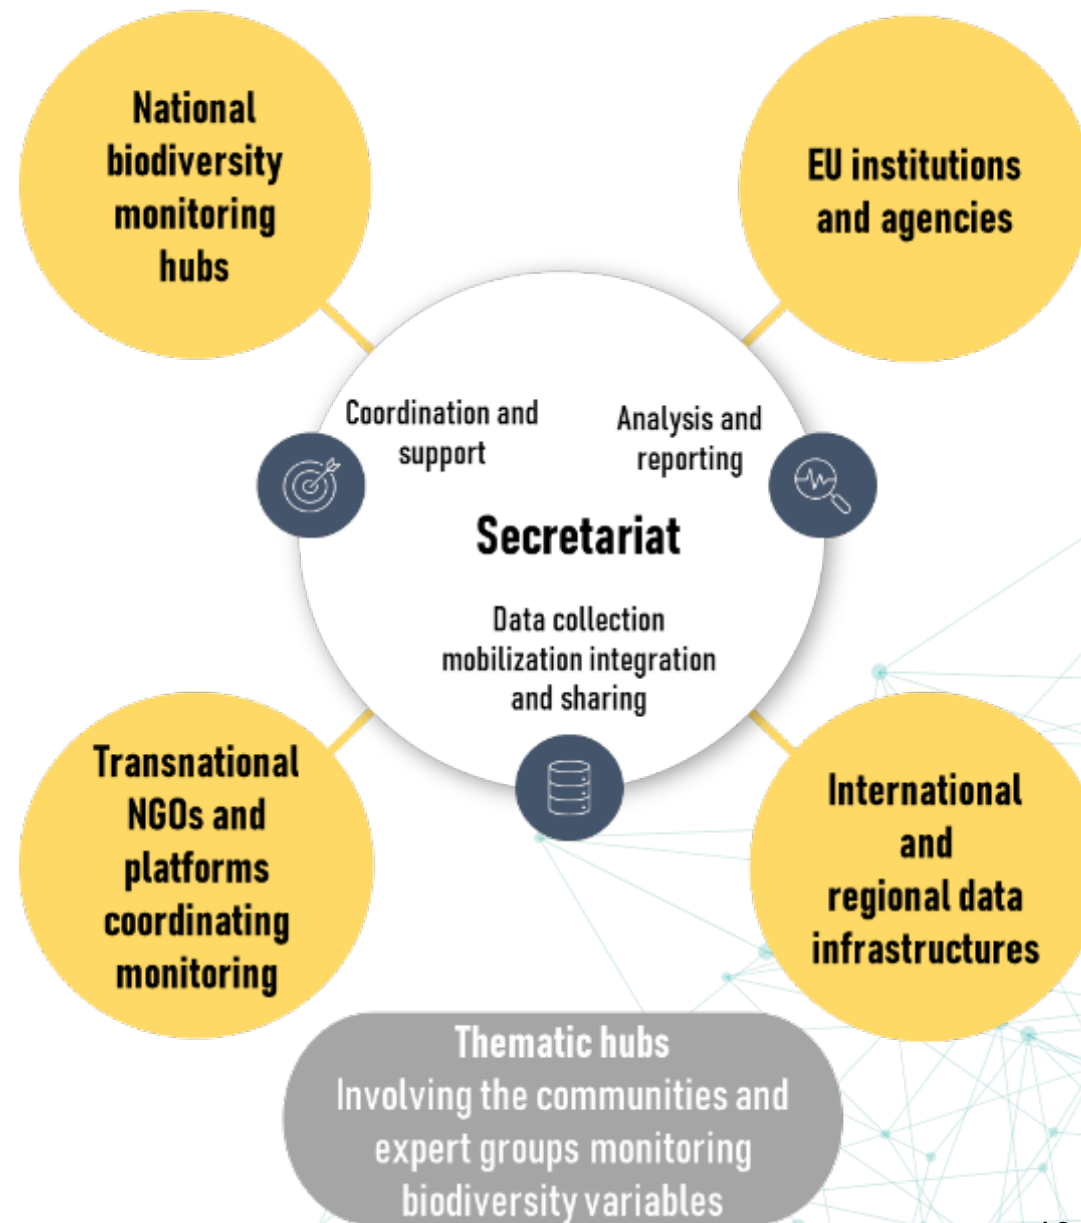 National
biodiversity
monitoring
hubs
EU institutions
and agencies
Coordination and
support
Analysis and
reporting
Secretariat
Data collection
mobilization integration
and sharing
Transnational
NGOs and
platforms
coordinating
monitoring
International
and
regional data
infrastructures
Thematic hubs
Involving the communities and
expert groups monitoring
biodiversity variables